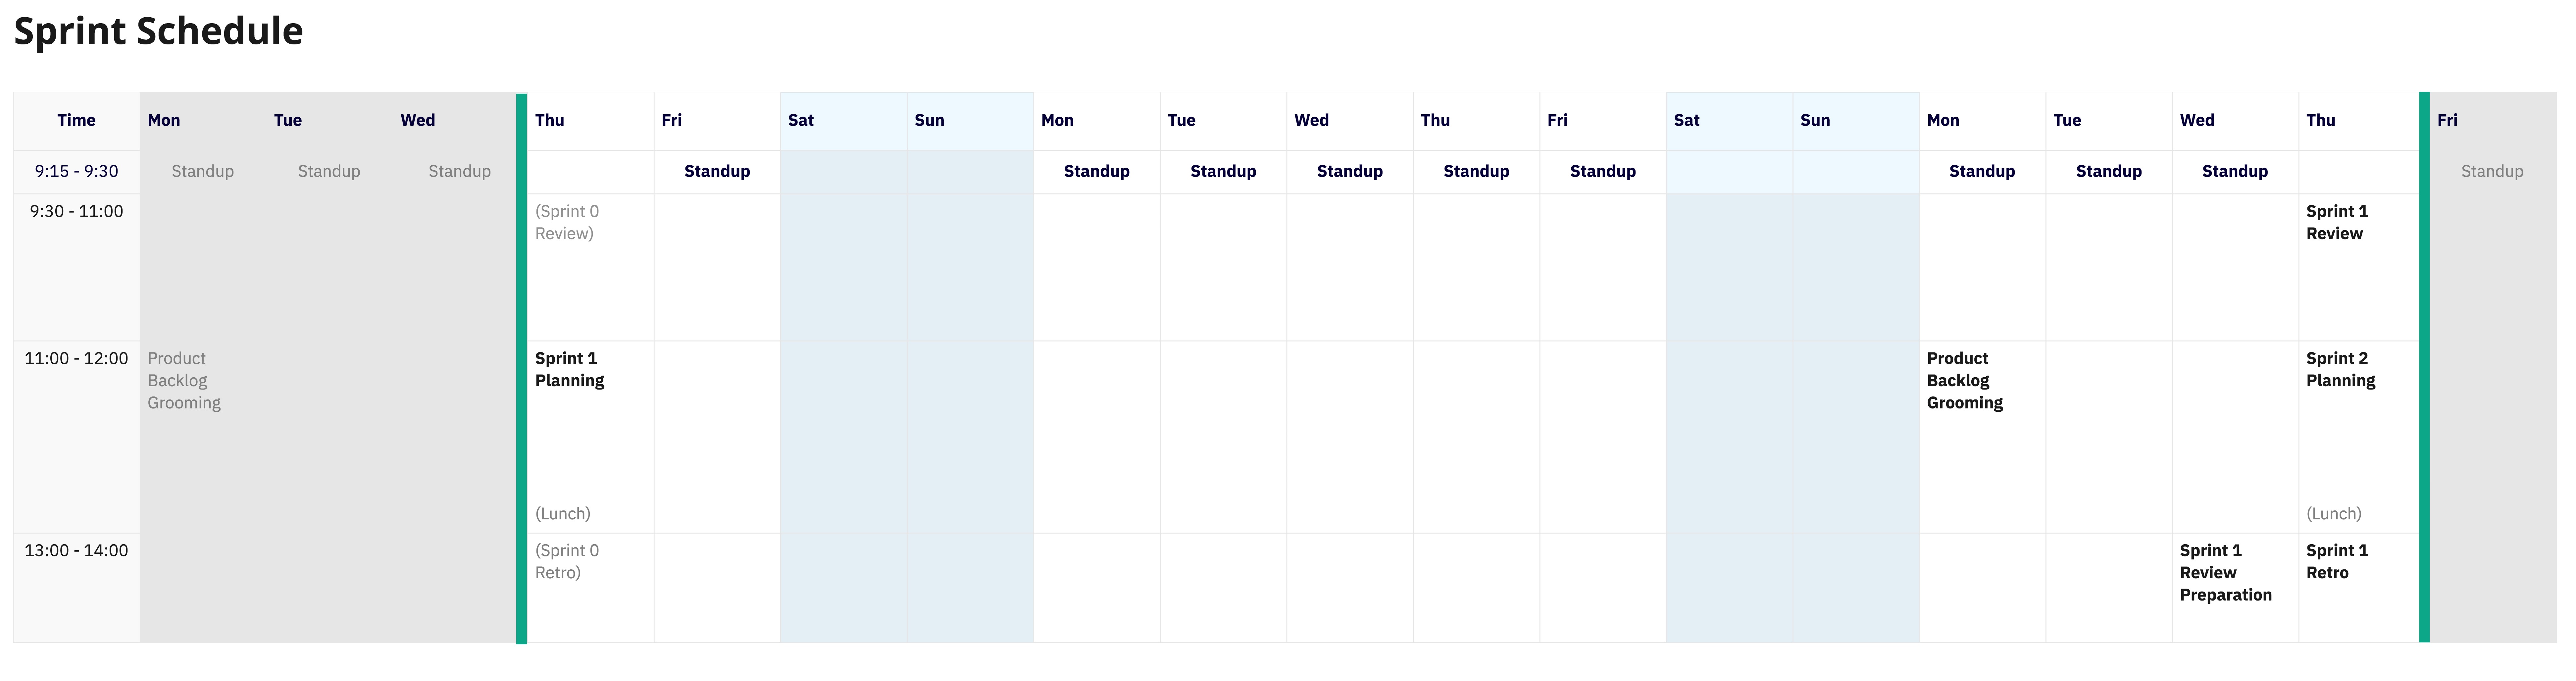 Sprint Schedule
Time Mon Tue Wed Thu Fri Sat Sun Mon Tue Wed Thu Fri Sat Sun Mon Tue Wed Thu Fri
9:15 - 9:30 Standup Standup Standup Standup Standup Standup Standup Standup Standup Standup Standup Standup Standup
9:30 - 11:00 (Sprint 0 Sprint 1
Review) Review
11:00 - 12:00 Product Sprint 1 Product Sprint 2
Backlog Planning Backlog Planning
Grooming Grooming
(Lunch) (Lunch)
13:00 - 14:00 (Sprint 0 Sprint 1 Sprint 1
Retro) Review Retro
Preparation